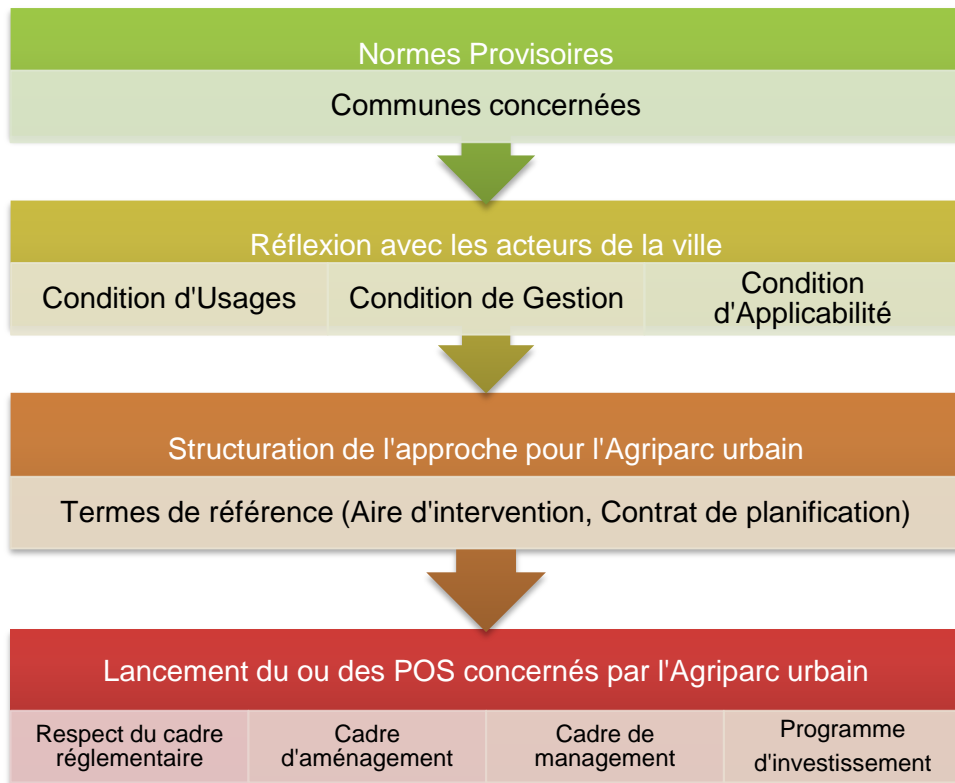 Normes Provisoires
Communes concernées
Réflexion avec les acteurs de la ville
Condition d'Usages
Condition de Gestion
Condition
d'Applicabilité
Structuration de l'approche pour l'Agriparc urbain
Termes de référence (Aire d'intervention, Contrat de planification)
Lancement du ou des POS concernés par l'Agriparc urbain
Respect du cadre
réglementaire
Cadre
d'aménagement
Cadre de
management
Programme
d'investissement